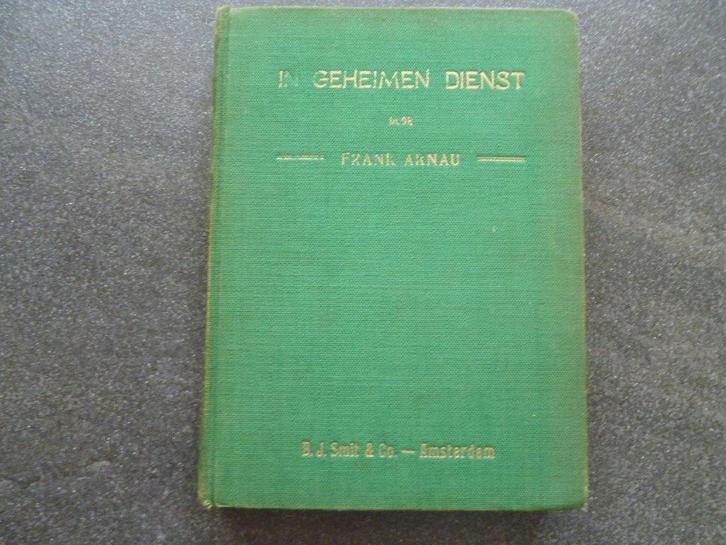 IN GEHEIMEN DIENST
FRANK ARNAU
B. J. Smit & Co. — Amsterdam